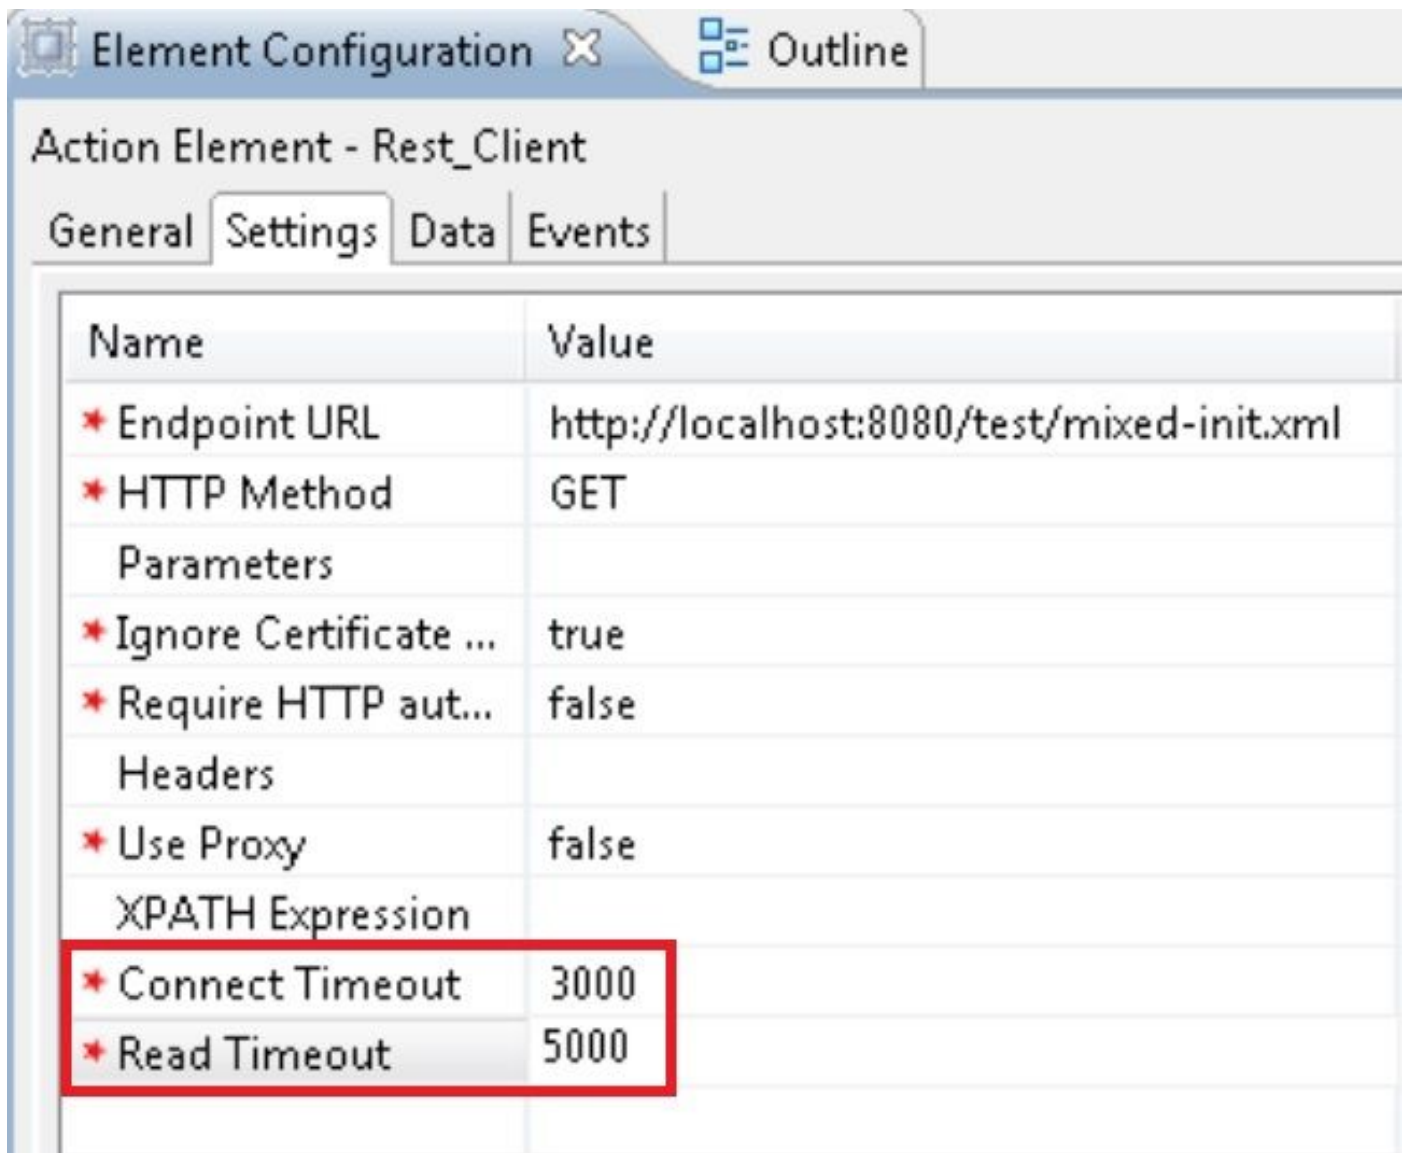 Element Configuration Outline
Action Element - Rest_Client
General Settings Data Events
Name Value
* Endpoint URL http://localhost:8080/test/mixed-init.xml
* HTTP Method GET
Parameters
* Ignore Certificate ... true
* Require HTTP aut... false
Headers
* Use Proxy false
XPATH Expression
* Connect Timeout 3000
* Read Timeout 5000